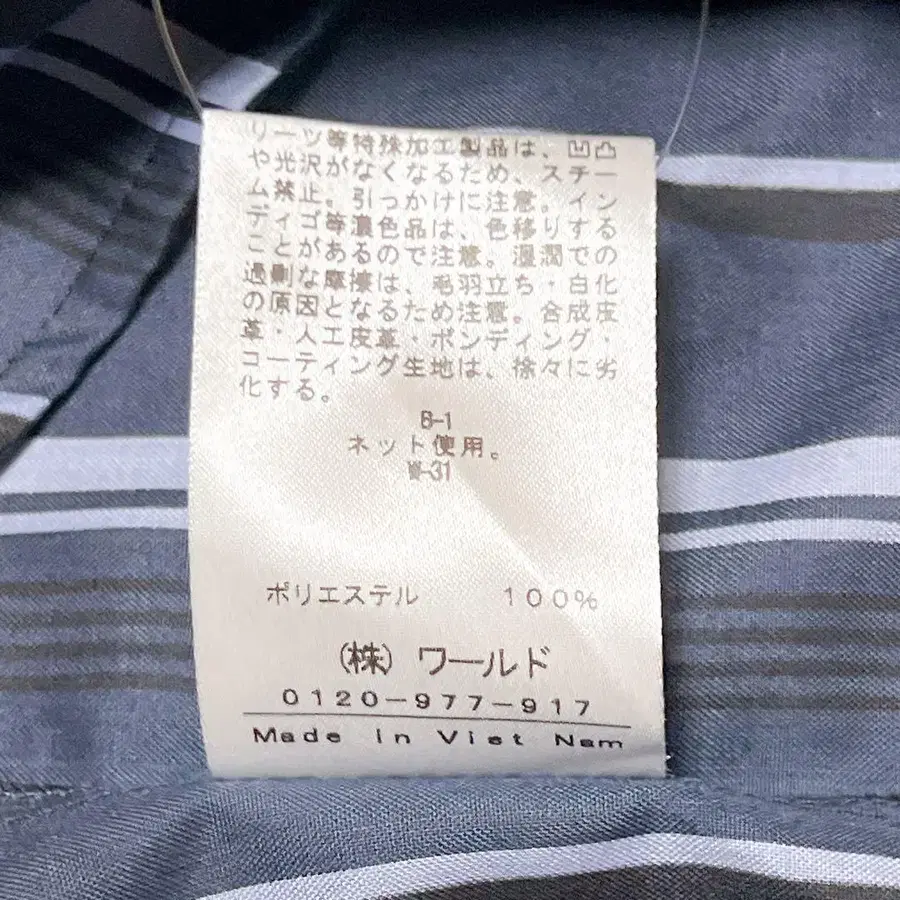 リーツ等特殊加工製品は、凹凸
や光沢がなくなるため、スチー
ム禁止。引っかけに注意。イン
ディゴ等濃色品は、色移りする
ことがあるので注意。湿潤での
過剰な摩擦は、毛羽立ち・白化
の原因となるため注意。合成皮
革・人工皮革・ボンディング・
コーティング生地は、徐々に劣
化する。
B-1
ネット使用。
W-31
ポリエステル 100%
(株)ワールド
0120-977-917
Made in Viet Nam